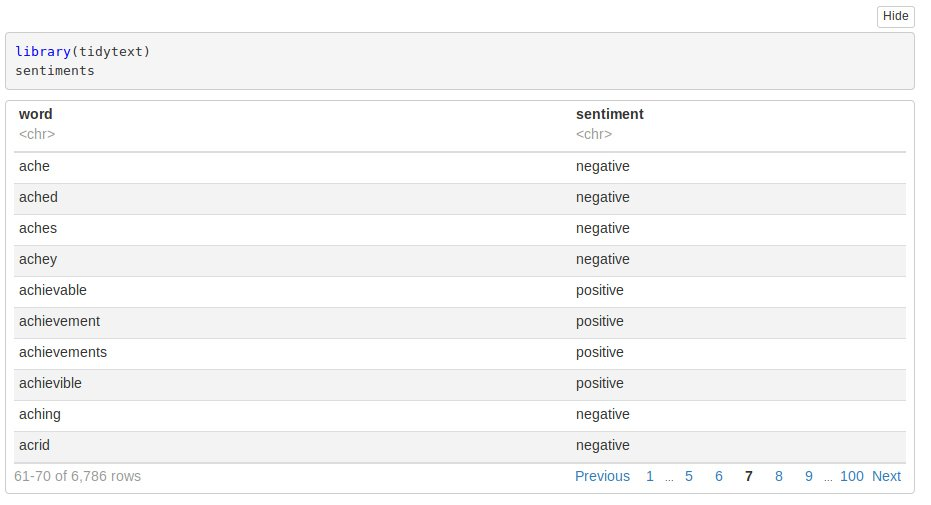 Hide
library(tidytext)
sentiments
word sentiment
<chr> <chr>
ache negative
ached negative
aches negative
achey negative
achievable positive
achievement positive
achievements positive
achievible positive
aching negative
acrid negative
61-70 of 6,786 rows Previous 1 ... 5 6 7 8 9 ... 100 Next